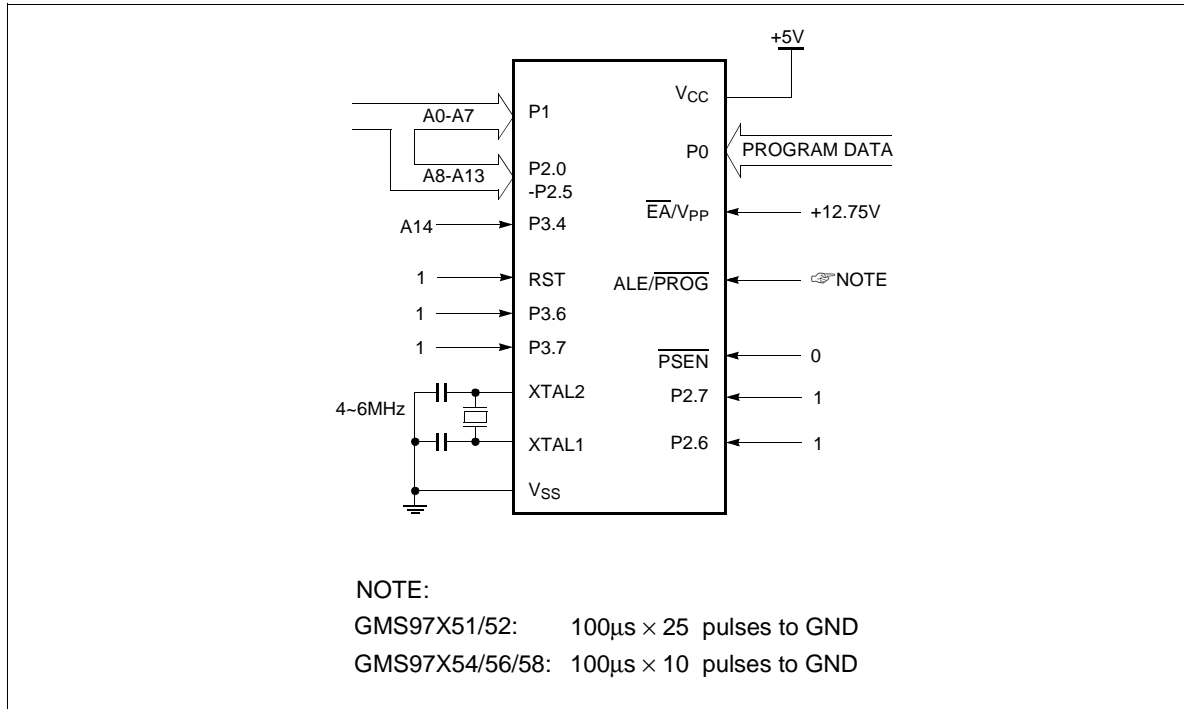 +5V
A0-A7
P1
VCC
P0
PROGRAM DATA
A8-A13
P2.0
-P2.5
EA/VPP
+12.75V
A14
P3.4
1
RST
ALE/PROG
☞NOTE
1
P3.6
1
P3.7
PSEN
0
4~6MHz
XTAL2
P2.7
1
XTAL1
P2.6
1
VSS
NOTE:
GMS97X51/52: 100µs × 25 pulses to GND
GMS97X54/56/58: 100µs × 10 pulses to GND